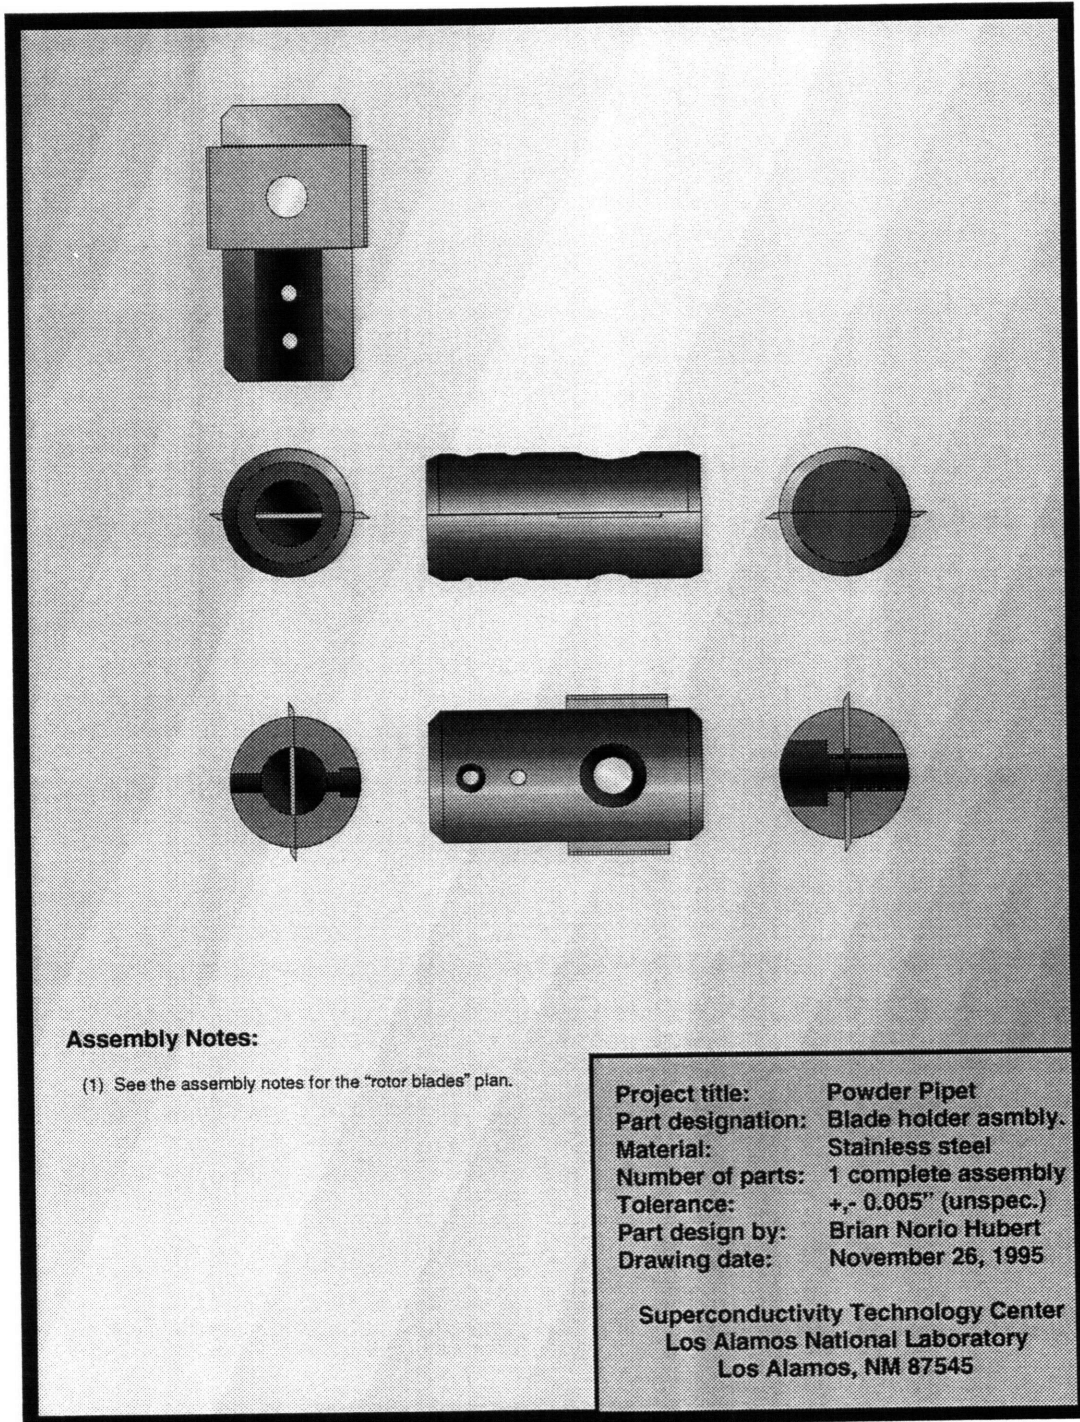 Assembly Notes:
(1) See the assembly notes for the “rotor blades” plan.
Project title: Powder Pipet
Part designation: Blade holder asmbly.
Material: Stainless steel
Number of parts: 1 complete assembly
Tolerance: +,- 0.005” (unspec.)
Part design by: Brian Norio Hubert
Drawing date: November 26, 1995
Superconductivity Technology Center
Los Alamos National Laboratory
Los Alamos, NM 87545